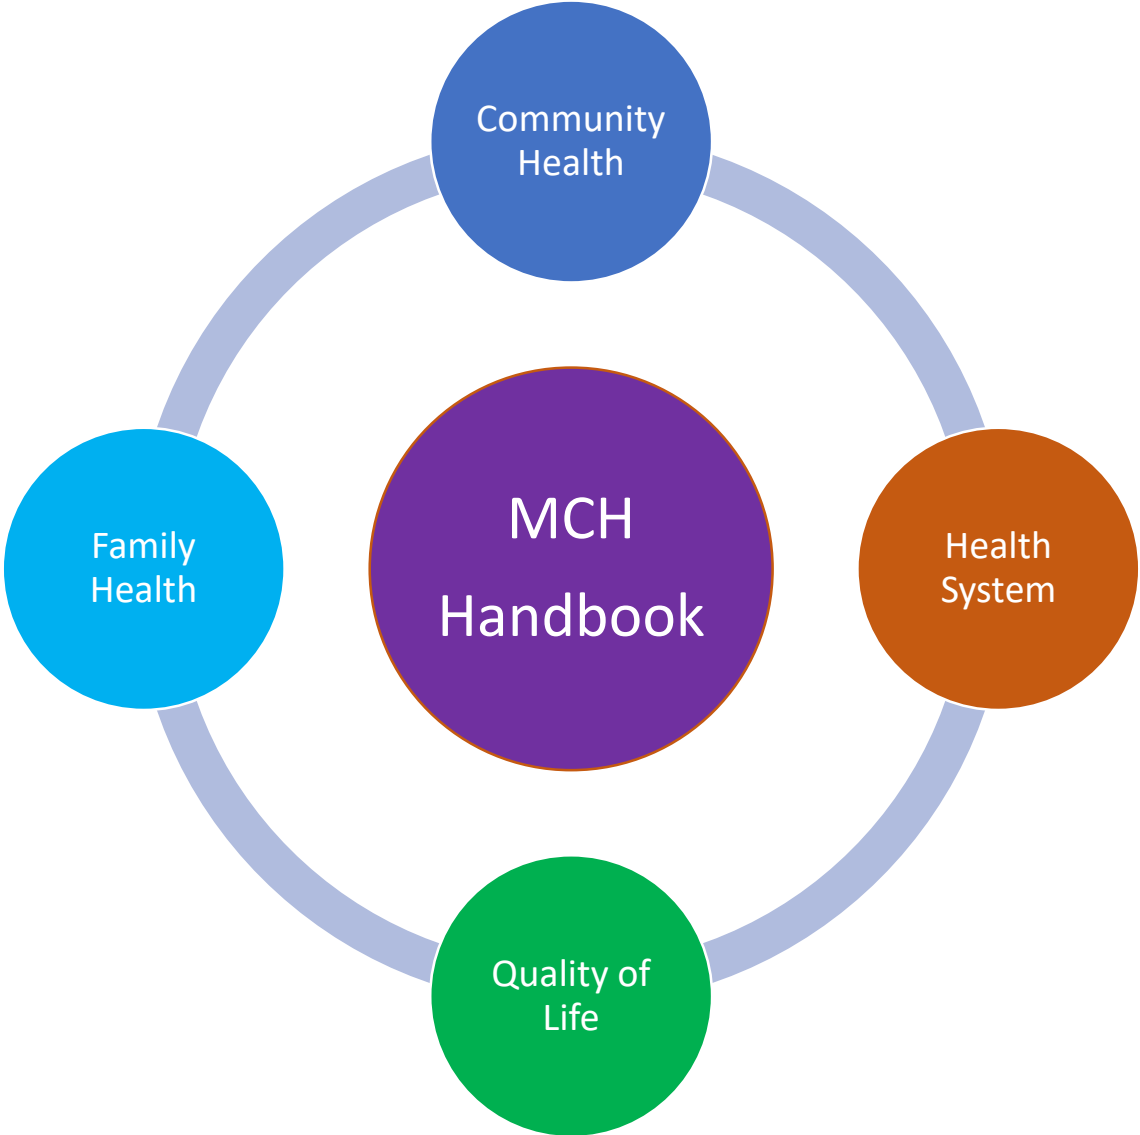 Community
Health
Family
Health
MCH
Handbook
Health
System
Quality of
Life